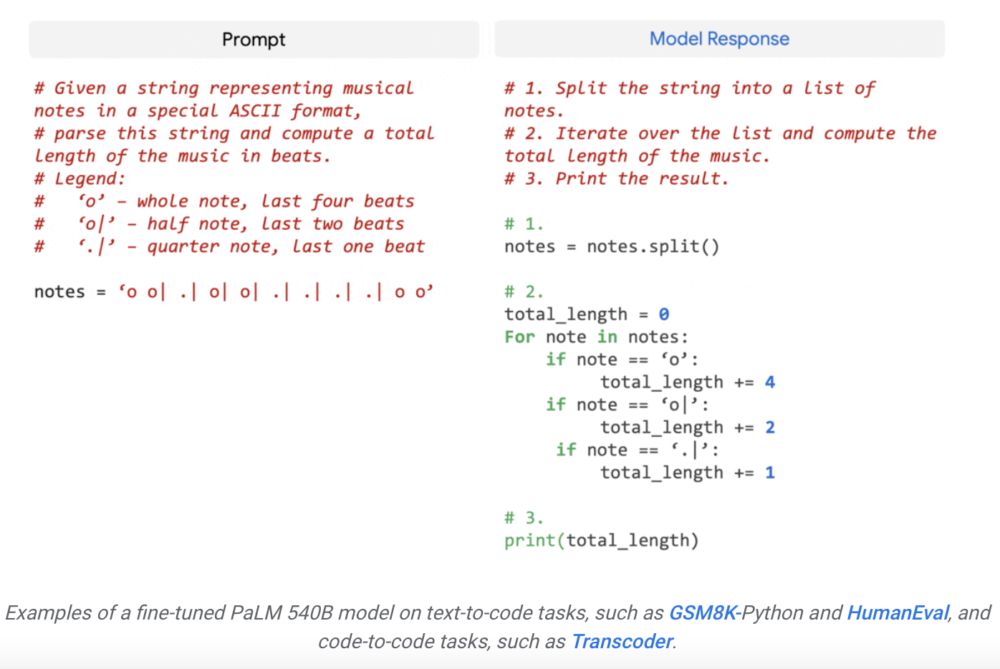 Prompt
# Given a string representing musical
notes in a special ASCII format,
# parse this string and compute a total
length of the music in beats.
# Legend:
#   ‘o’ – whole note, last four beats
#   ‘o|’ – half note, last two beats
#   ‘.|’ – quarter note, last one beat
notes = ‘o o| .| o| o| .| .| .| .| o o’
Model Response
# 1. Split the string into a list of
notes.
# 2. Iterate over the list and compute the
total length of the music.
# 3. Print the result.
# 1.
notes = notes.split()
# 2.
total_length = 0
For note in notes:
    if note == ‘o’:
         total_length += 4
    if note == ‘o|’:
         total_length += 2
     if note == ‘.|’:
         total_length += 1
# 3.
print(total_length)
Examples of a fine-tuned PaLM 540B model on text-to-code tasks, such as GSM8K-Python and HumanEval, and
code-to-code tasks, such as Transcoder.